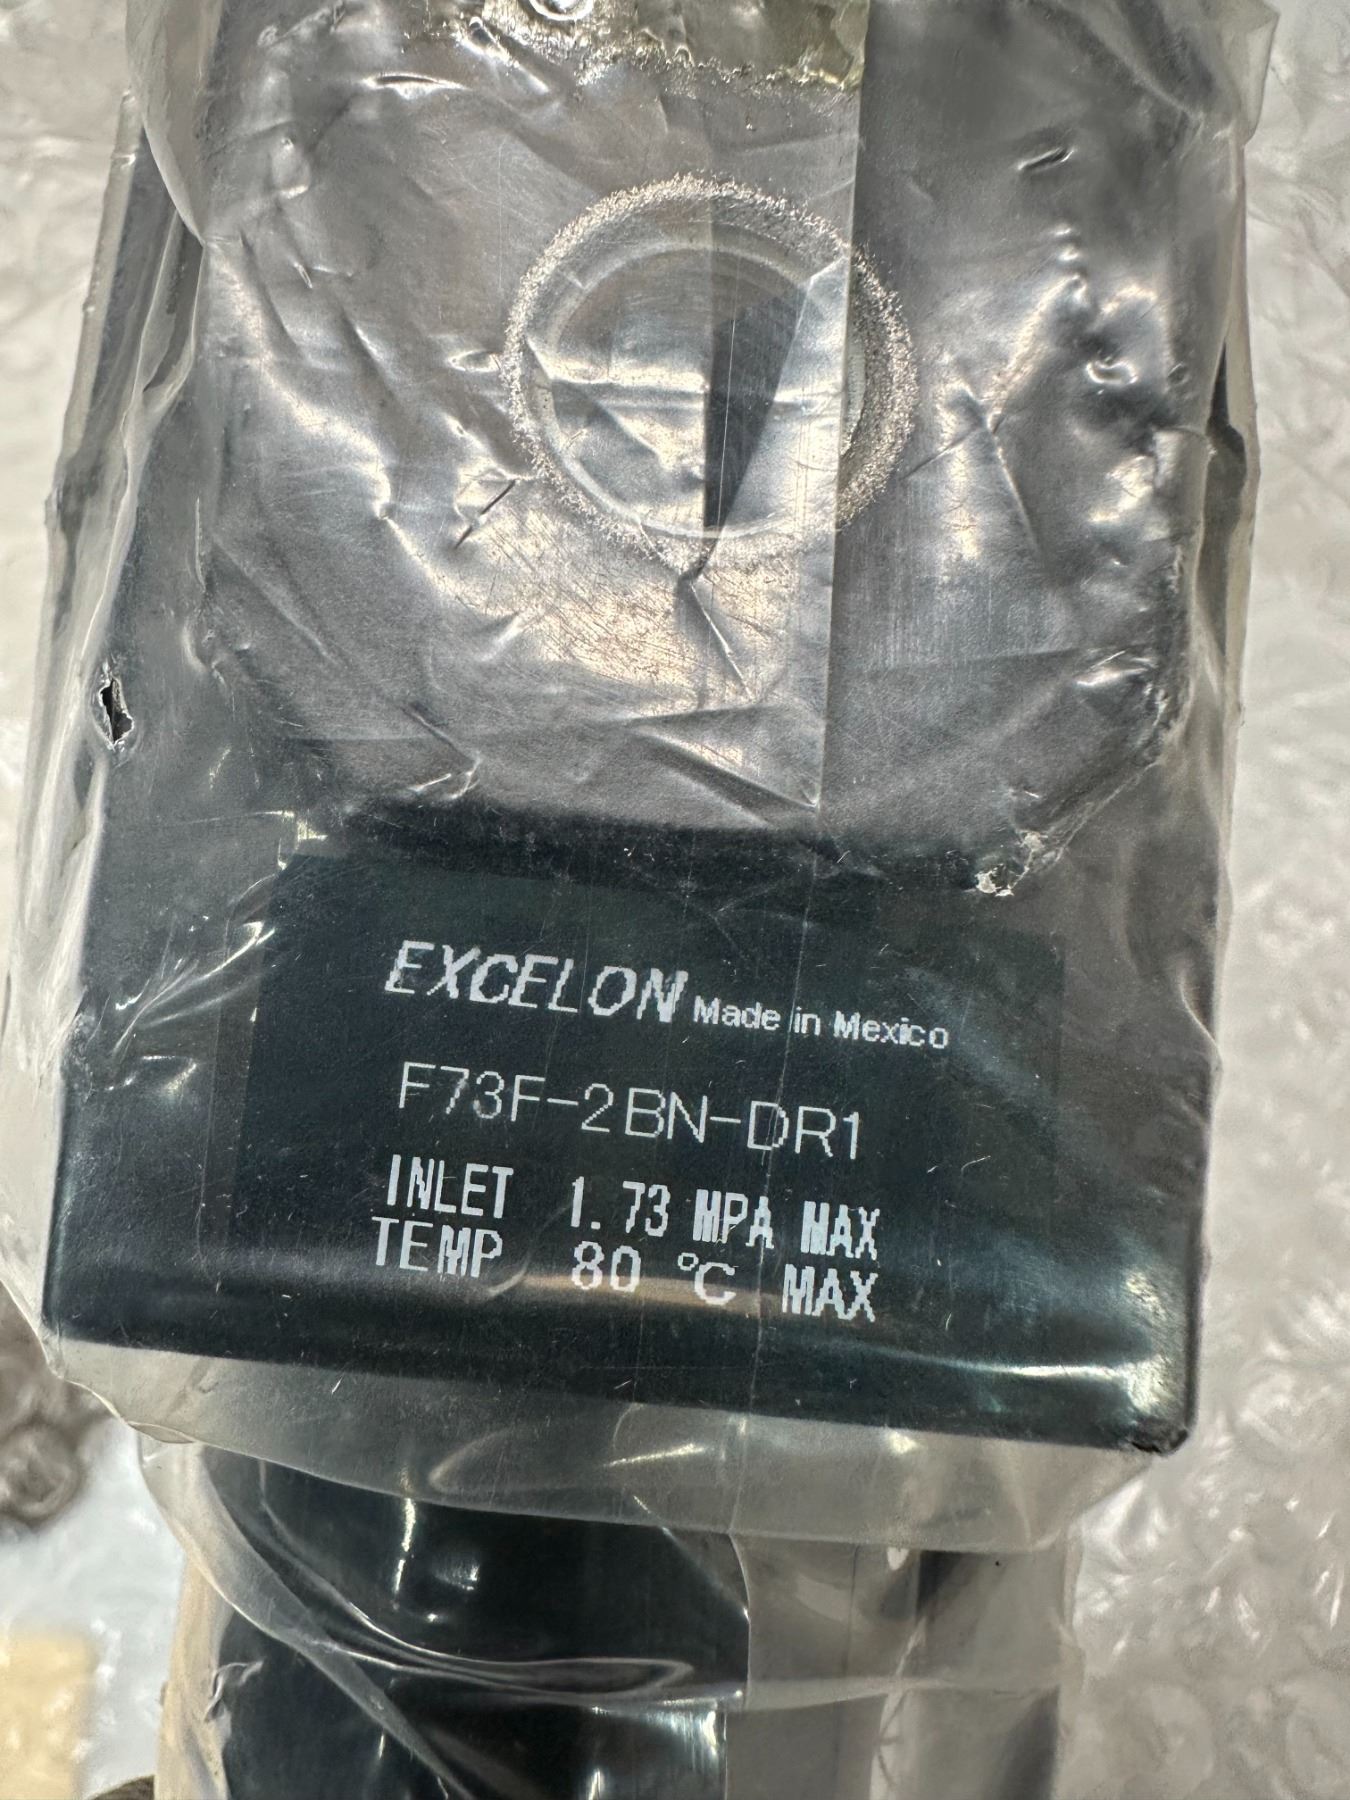 EXCELON Made in Mexico
F73F-2BN-DR1
INLET 1.73 MPA MAX
TEMP 80 °C MAX